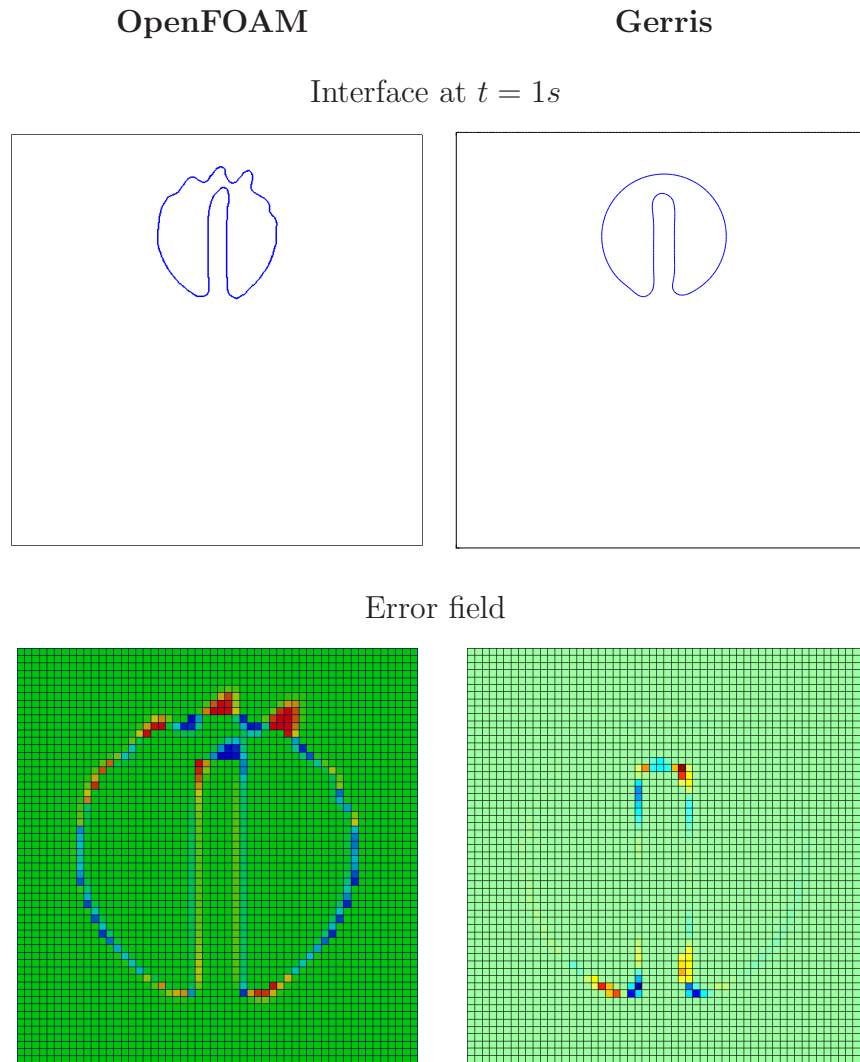 OpenFOAM Gerris
Interface at t = 1s
Error field